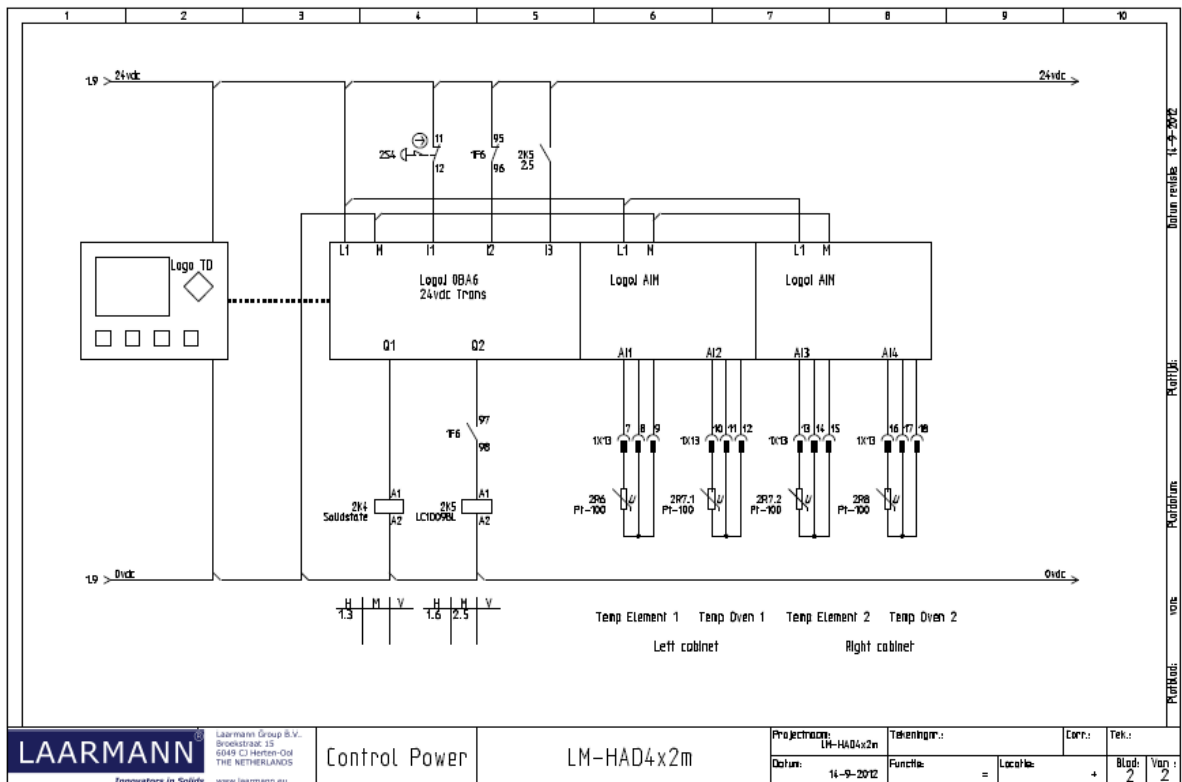 1 2 3 4 5 6 7 8 9 10
1.9 24vdc 24vdc
11 95
2S4 1F6 2K5
2.5
12 96
Logo TD
L1 M I1 I2 I3 L1 M L1 M
Logo! 0BA6
24vdc Trans
Logo! AIM
Logo! AIM
Q1 Q2
AI1 AI2 AI3 AI4
97
1F6
98
1X13 7 8 9 1X13 10 11 12 1X13 13 14 15 1X13 16 17 18
A1 A1
2K4
Solidstate
2K5
LC1D09BL
A2 A2
2R6
Pt-100
2R7.1
Pt-100
2R7.2
Pt-100
2R8
Pt-100
1.9 0vdc 0vdc
H M V H M V
1.3 1.6 2.5
Temp Element 1 Temp Oven 1 Temp Element 2 Temp Oven 2
Left cabinet Right cabinet
Datum revisie: 14-9-2012
Plottijd:
Plotdatum:
van:
Plotblad:
LAARMANN®
Innovators in Solids
Laarmann Group B.V..
Broekstraat 15
6049 CJ Herten-Ool
THE NETHERLANDS
www.laarmann.eu
Control Power
LM-HAD4x2m
Projectnaam:
LM-HAD4x2m
Tekeningnr.:
Corr.: Tek.:
Datum:
14-9-2012
Functie:
=
Locatie:
+
Blad:
2
Van :
2